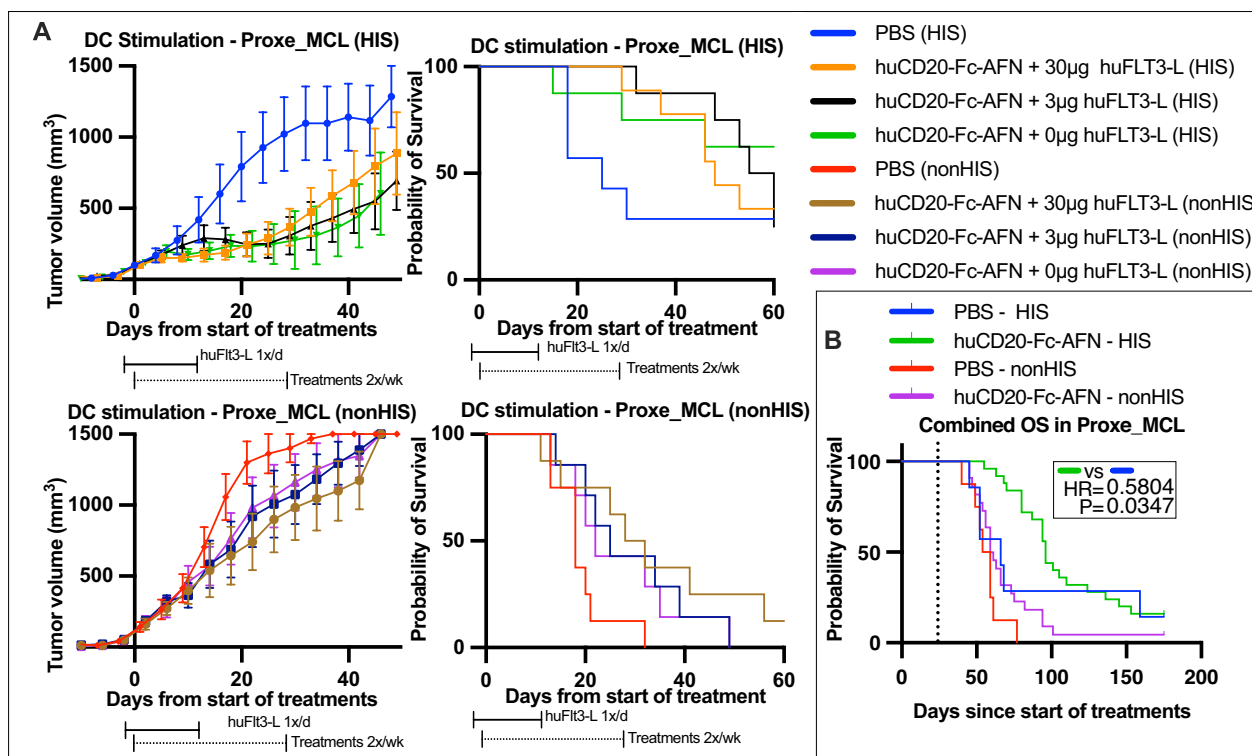 A
DC Stimulation - Proxe_MCL (HIS)
1500
1000
500
Tumor volume (mm³)
0
20
40
Days from start of treatments
huFlt3-L 1x/d
Treatments 2x/wk
DC stimulation - Proxe_MCL (HIS)
100
50
0
Probability of Survival
0
20
40
60
Days from start of treatment
huFlt3-L 1x/d
Treatments 2x/wk
PBS (HIS)
huCD20-Fc-AFN + 30µg huFLT3-L (HIS)
huCD20-Fc-AFN + 3µg huFLT3-L (HIS)
huCD20-Fc-AFN + 0µg huFLT3-L (HIS)
PBS (nonHIS)
huCD20-Fc-AFN + 30µg huFLT3-L (nonHIS
huCD20-Fc-AFN + 3µg huFLT3-L (nonHIS)
huCD20-Fc-AFN + 0µg huFLT3-L (nonHIS)
DC stimulation - Proxe_MCL (nonHIS)
1500
1000
500
Tumor volume (mm³)
0
20
40
Days from start of treatments
huFlt3-L 1x/d
Treatments 2x/wk
DC stimulation - Proxe_MCL (nonHIS)
100
50
0
Probability of Survival
0
20
40
60
Days from start of treatment
huFlt3-L 1x/d
Treatments 2x/wk
B
PBS - HIS
huCD20-Fc-AFN - HIS
PBS - nonHIS
huCD20-Fc-AFN - nonHIS
Combined OS in Proxe_MCL
100
50
0
Probability of Survival
vs
HR= 0.5804
P= 0.0347
0
50
100
150
200
Days since start of treatments